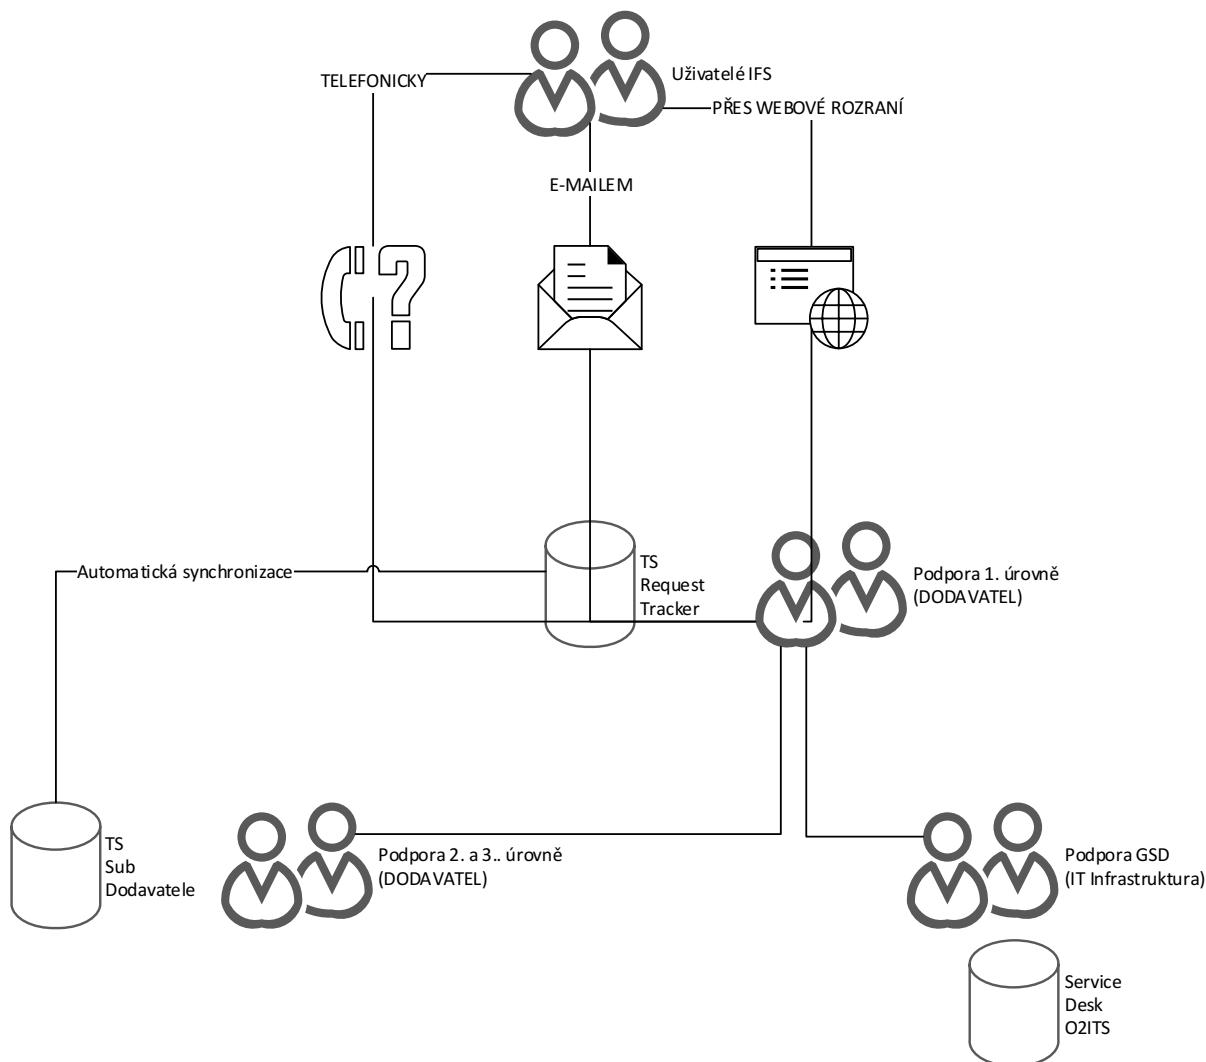 Uživatelé IFS
TELEFONICKY
PŘES WEBOVÉ ROZRANÍ
E-MAILEM
TS
Request
Tracker
Automatická synchronizace
Podpora 1. úrovně
(DODAVATEL)
TS
Sub
Dodavatele
Podpora 2. a 3.. úrovně
(DODAVATEL)
Podpora GSD
(IT Infrastruktura)
Service
Desk
O2ITS